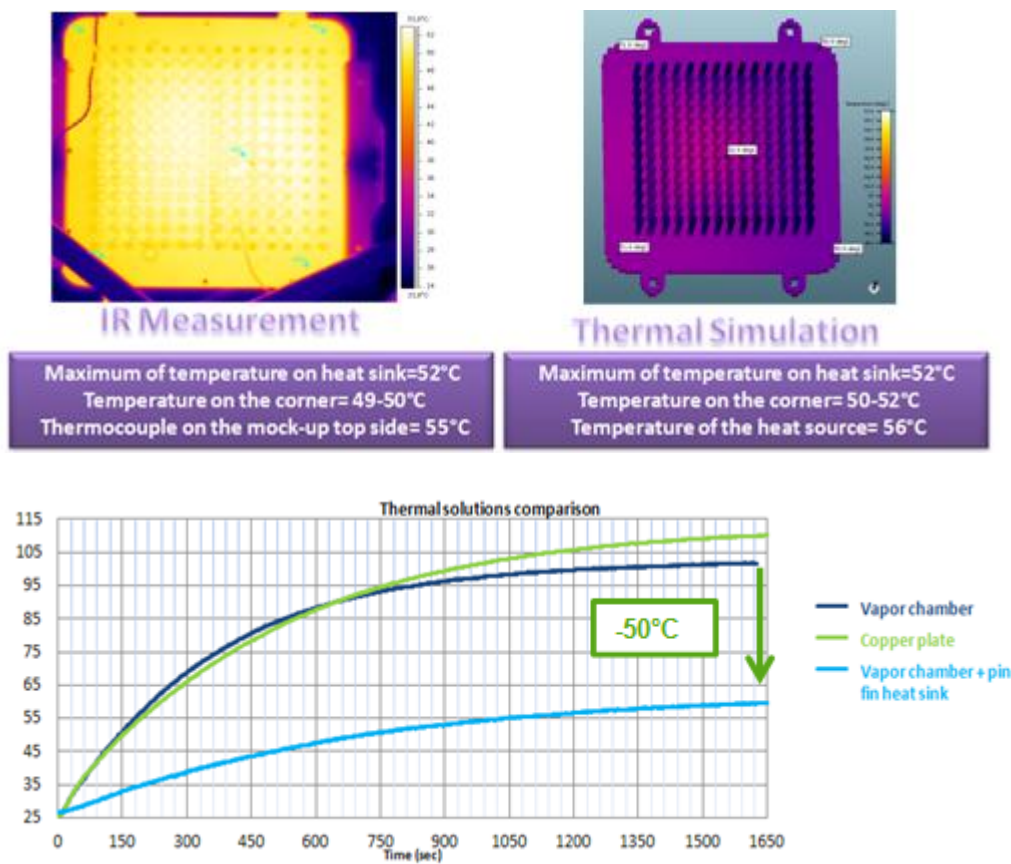 IR Measurement
Maximum of temperature on heat sink=52°C
Temperature on the corner= 49-50°C
Thermocouple on the mock-up top side= 55°C
Thermal Simulation
Maximum of temperature on heat sink=52°C
Temperature on the corner= 50-52°C
Temperature of the heat source= 56°C
Thermal solutions comparison
115
105
95
85
75
65
55
45
35
25
0 150 300 450 600 750 900 1050 1200 1350 1500 1650
Time (sec)
-50°C
Vapor chamber
Copper plate
Vapor chamber + pin
fin heat sink